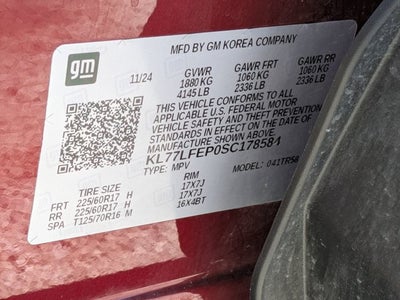 gm
MFD BY GM KOREA COMPANY
11/24 GVWR GAWR FRT GAWR RR
1880 KG 1060 KG 1060 KG
4145 LB 2336 LB 2336 LB
THIS VEHICLE CONFORMS TO ALL
APPLICABLE U.S. FEDERAL MOTOR
VEHICLE SAFETY AND THEFT PREVENTION
STANDARDS IN EFFECT ON THE DATE OF
MANUFACTURE SHOWN ABOVE.
KL77LFEP0SC178584
TYPE: MPV MODEL: 041TR58
TIRE SIZE RIM
FRT 225/60R17 H 17X7J
RR 225/60R17 H 17X7J
SPA T125/70R16 M 16X4BT